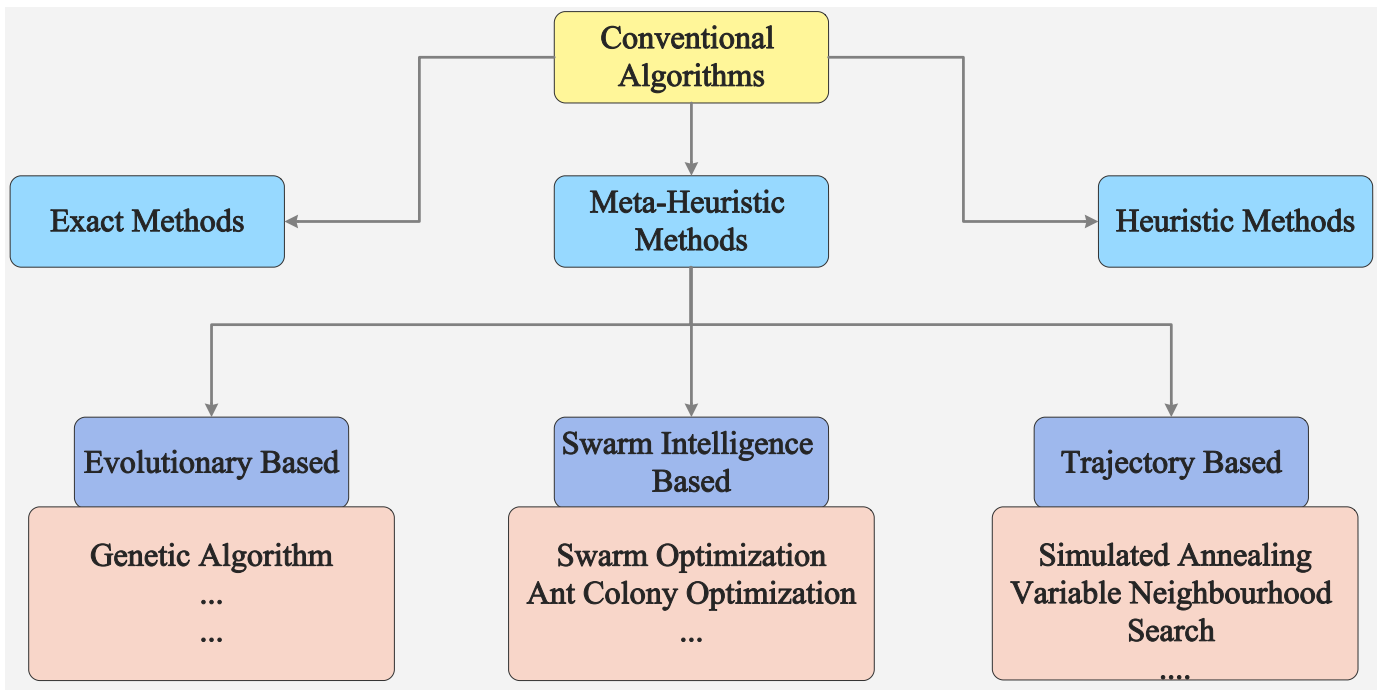 Conventional
Algorithms
Exact Methods
Meta-Heuristic
Methods
Heuristic Methods
Evolutionary Based
Swarm Intelligence
Based
Trajectory Based
Genetic Algorithm
...
...
Swarm Optimization
Ant Colony Optimization
...
Simulated Annealing
Variable Neighbourhood
Search
....